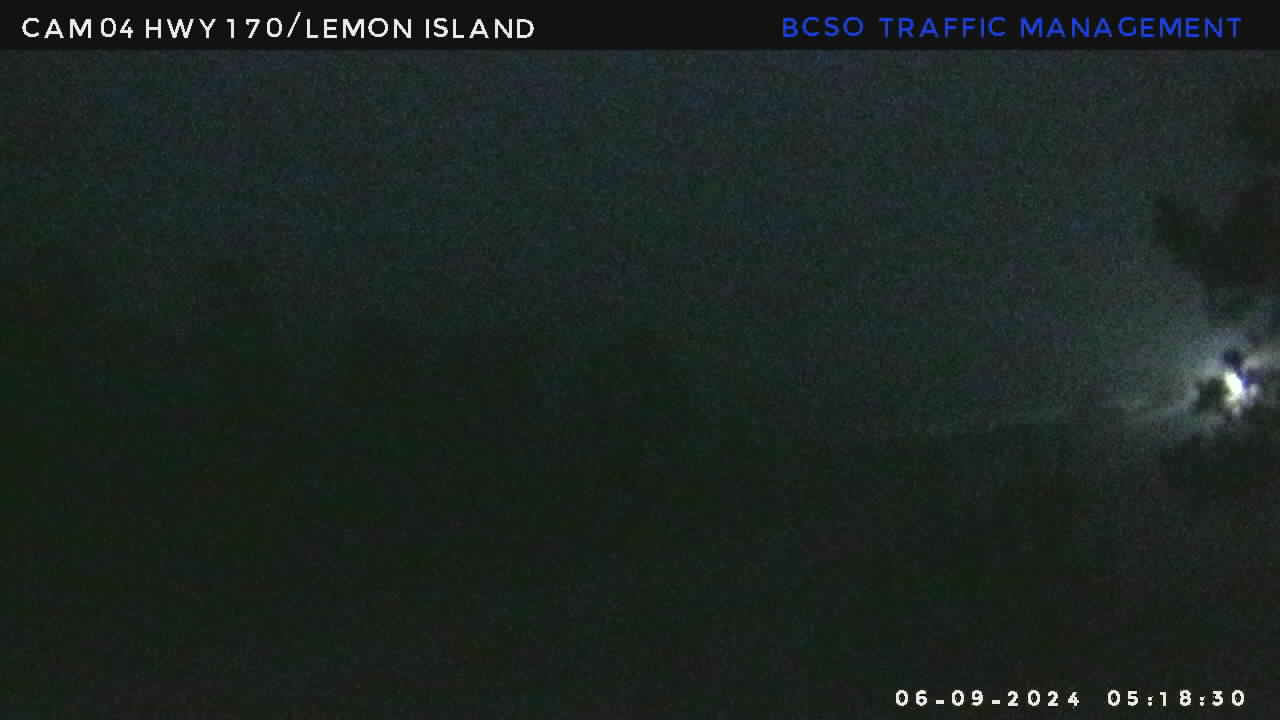 CAM04 HWY 170/LEMON ISLAND
BCSO TRAFFIC MANAGEMENT
06-09-2024 05:18:30